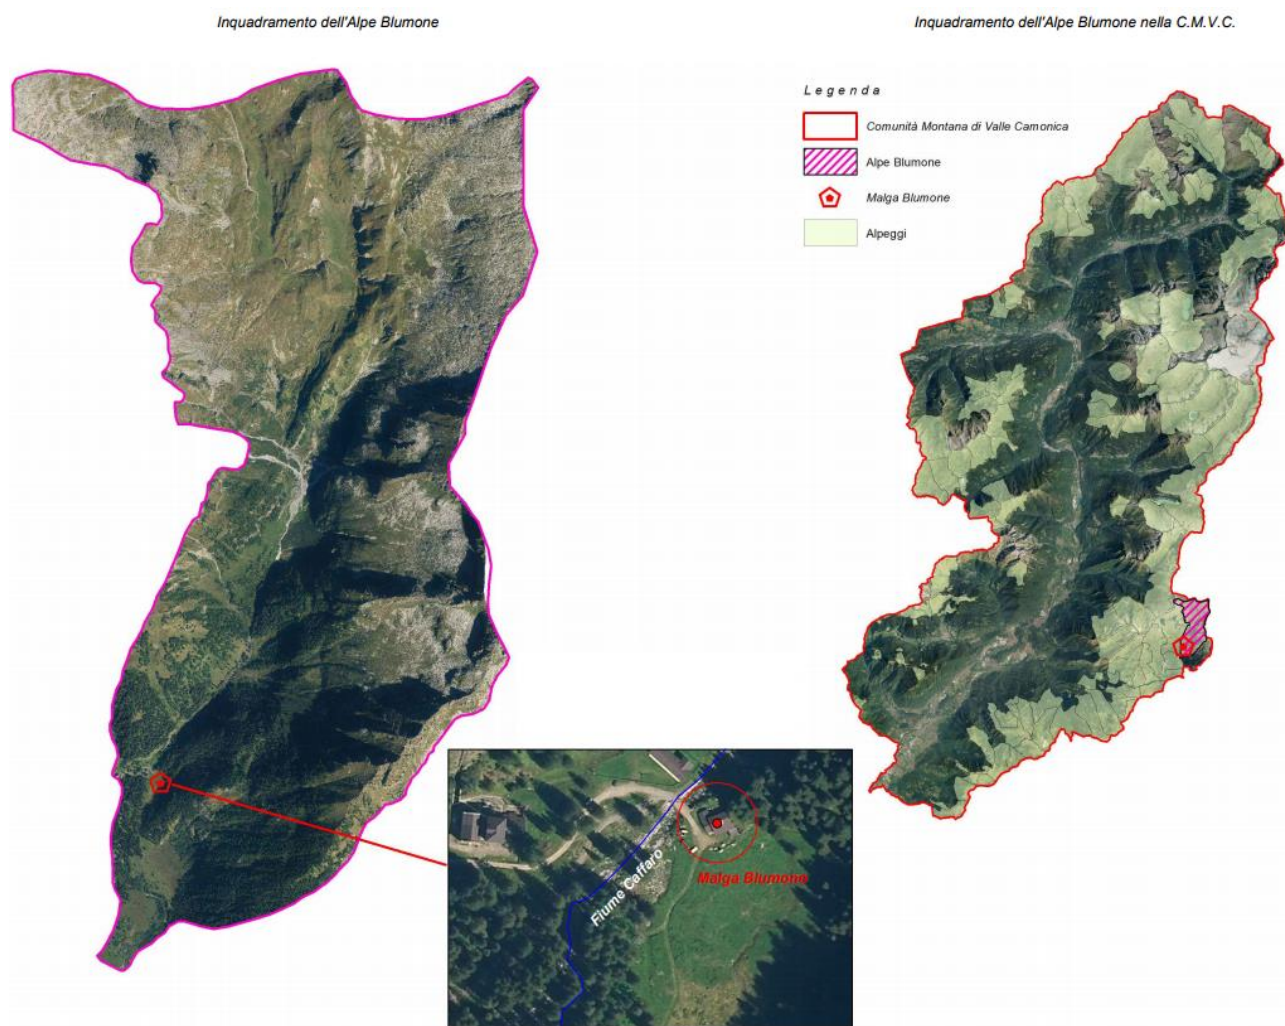 Inquadramento dell'Alpe Blumone
Inquadramento dell'Alpe Blumone nella C.M.V.C.
Legenda
Comunità Montana di Valle Camonica
Alpe Blumone
Malga Blumone
Alpeggi
Fiume Caffaro
Malga Blumone